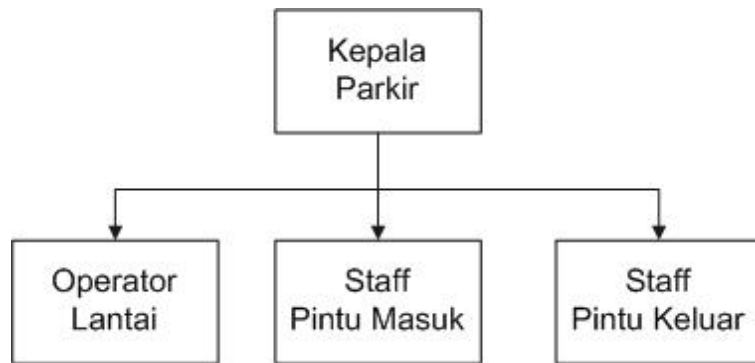 Kepala
Parkir
Operator
Lantai
Staff
Pintu Masuk
Staff
Pintu Keluar